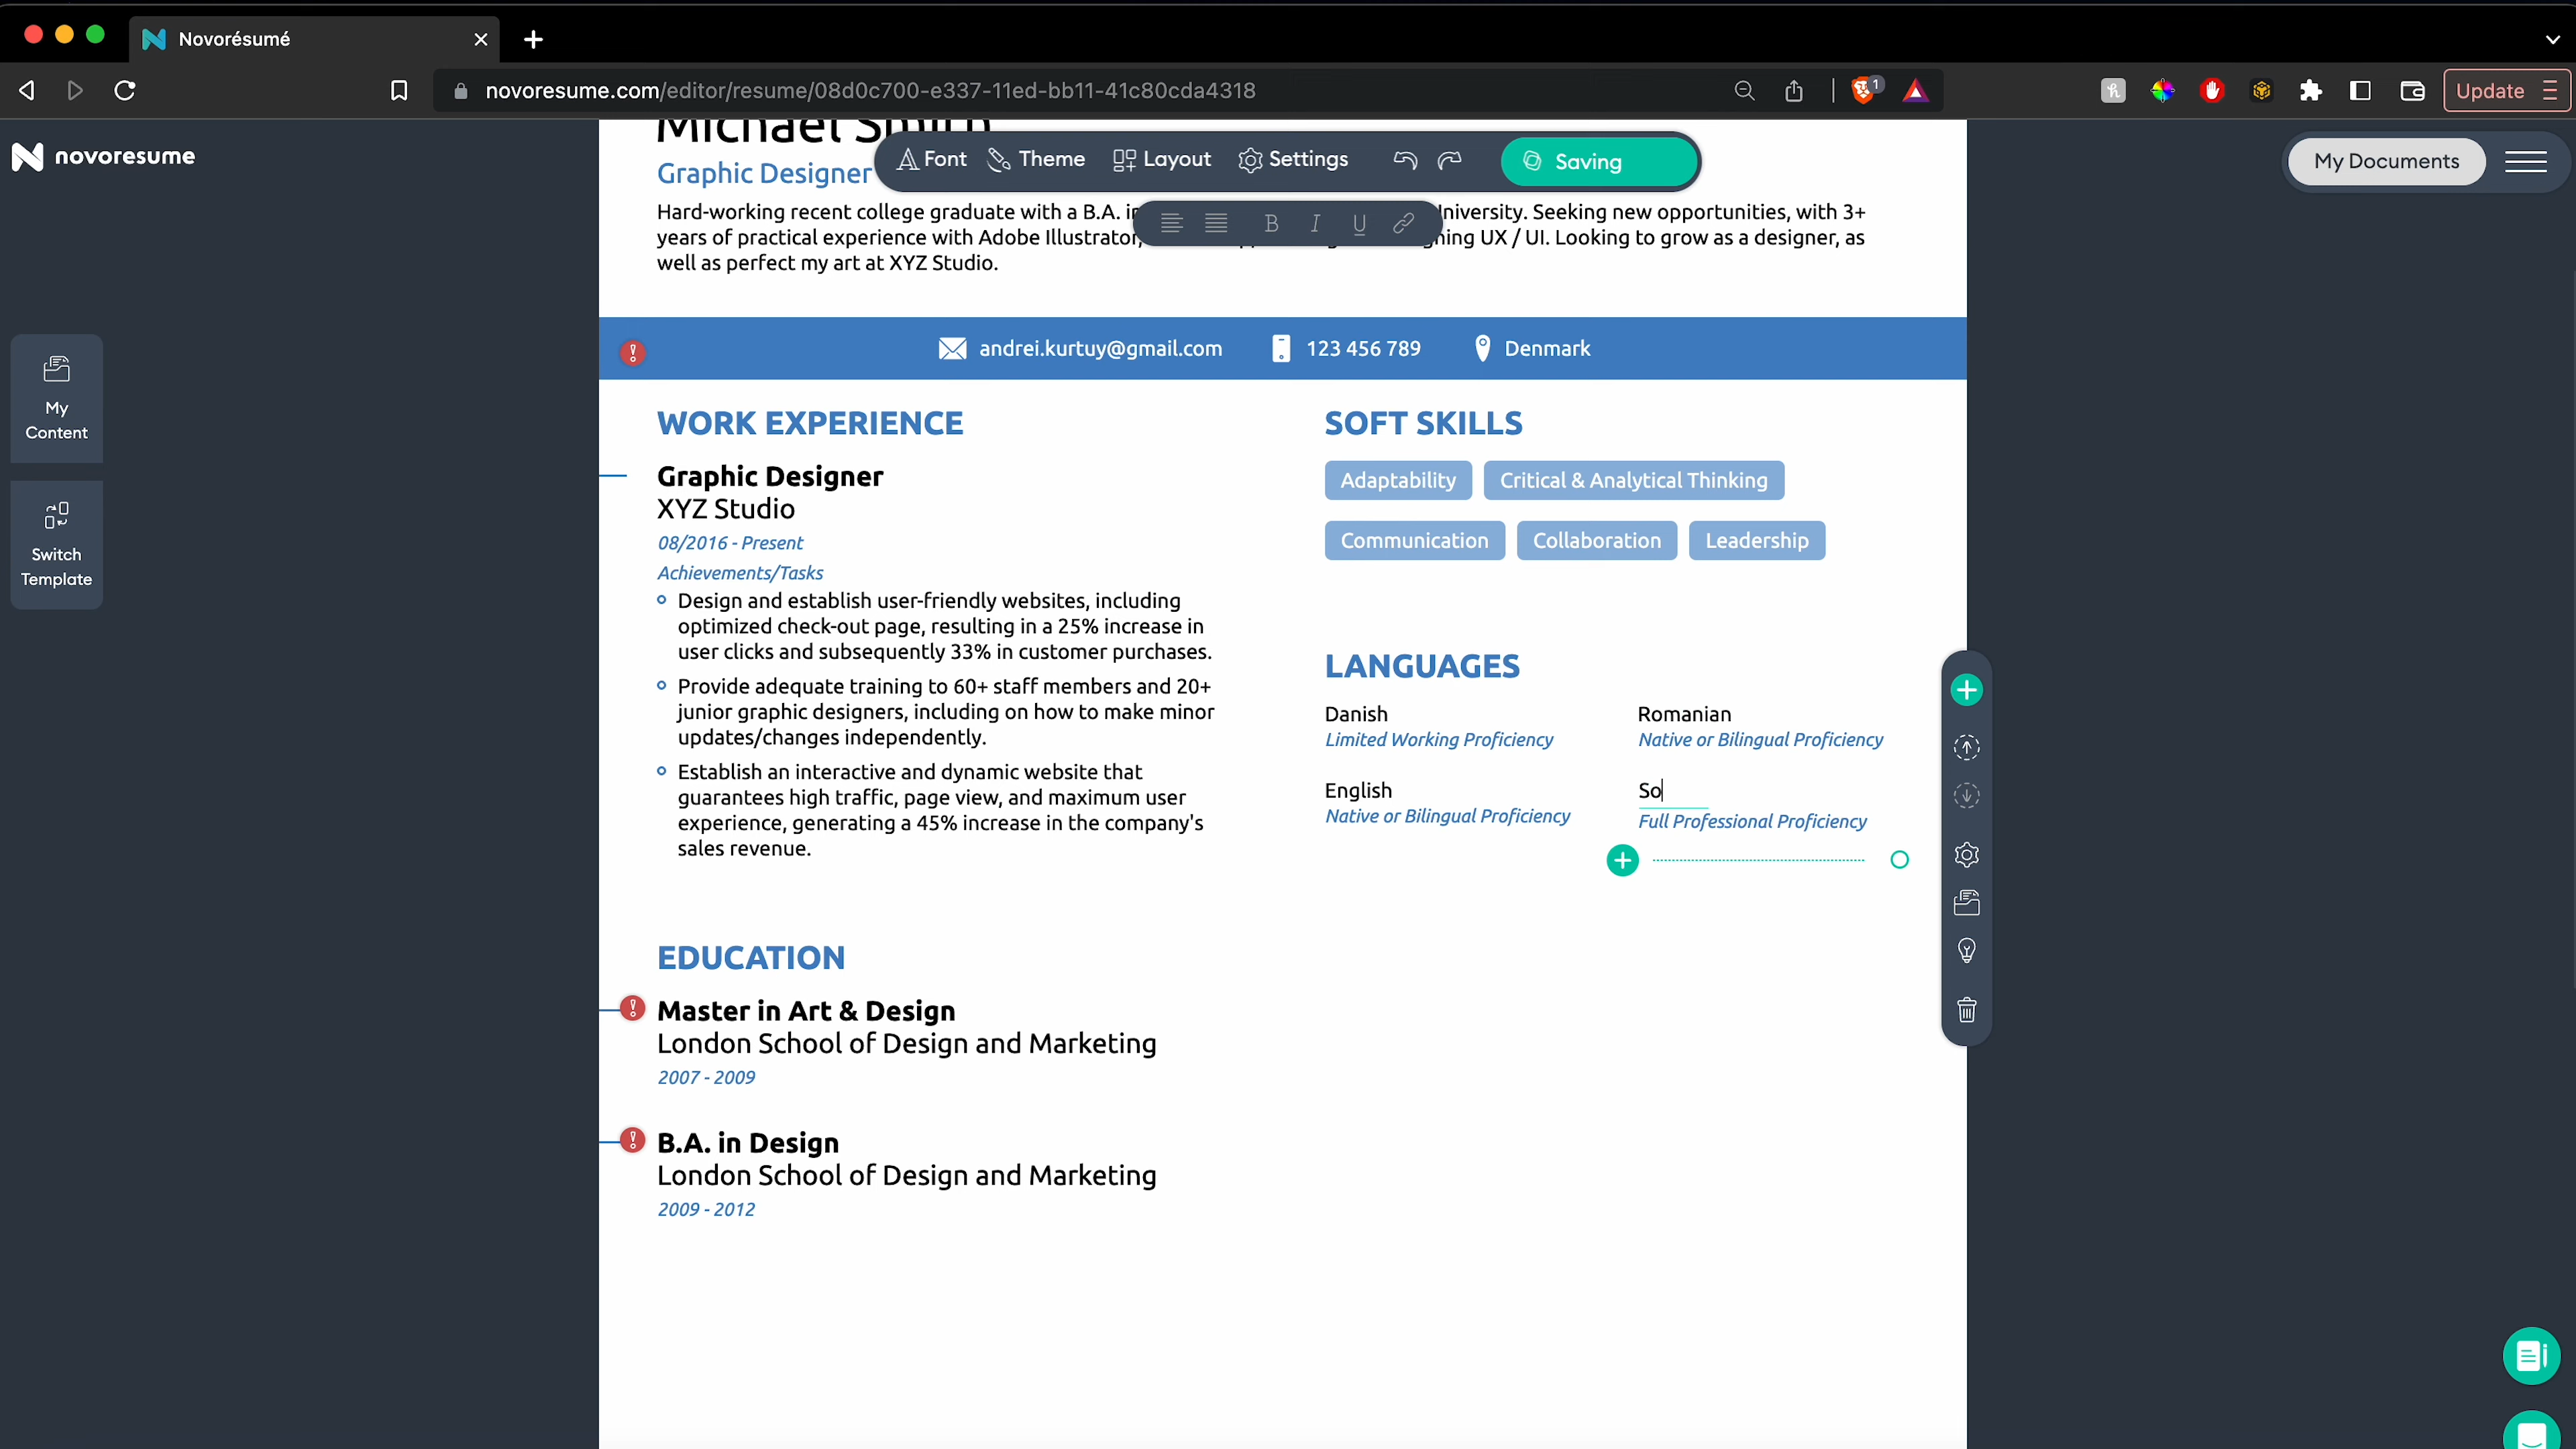 Novorésumé
novoresume.com/editor/resume/08d0c700-e337-11ed-bb11-41c80cda4318
1
Update
novoresume
Font
Theme
Layout
Settings
Saving
My Documents
Michael Smith
Graphic Designer
Hard-working recent college graduate with a B.A. University. Seeking new opportunities, with 3+
years of practical experience with Adobe Illustrator, UX / UI. Looking to grow as a designer, as
well as perfect my art at XYZ Studio.
B I U
My
Content
Switch
Template
andrei.kurtuy@gmail.com
123 456 789
Denmark
WORK EXPERIENCE
Graphic Designer
XYZ Studio
08/2016 - Present
Achievements/Tasks
Design and establish user-friendly websites, including
optimized check-out page, resulting in a 25% increase in
user clicks and subsequently 33% in customer purchases.
Provide adequate training to 60+ staff members and 20+
junior graphic designers, including on how to make minor
updates/changes independently.
Establish an interactive and dynamic website that
guarantees high traffic, page view, and maximum user
experience, generating a 45% increase in the company's
sales revenue.
EDUCATION
Master in Art & Design
London School of Design and Marketing
2007 - 2009
B.A. in Design
London School of Design and Marketing
2009 - 2012
SOFT SKILLS
Adaptability
Critical & Analytical Thinking
Communication
Collaboration
Leadership
LANGUAGES
Danish
Limited Working Proficiency
Romanian
Native or Bilingual Proficiency
English
Native or Bilingual Proficiency
So
Full Professional Proficiency